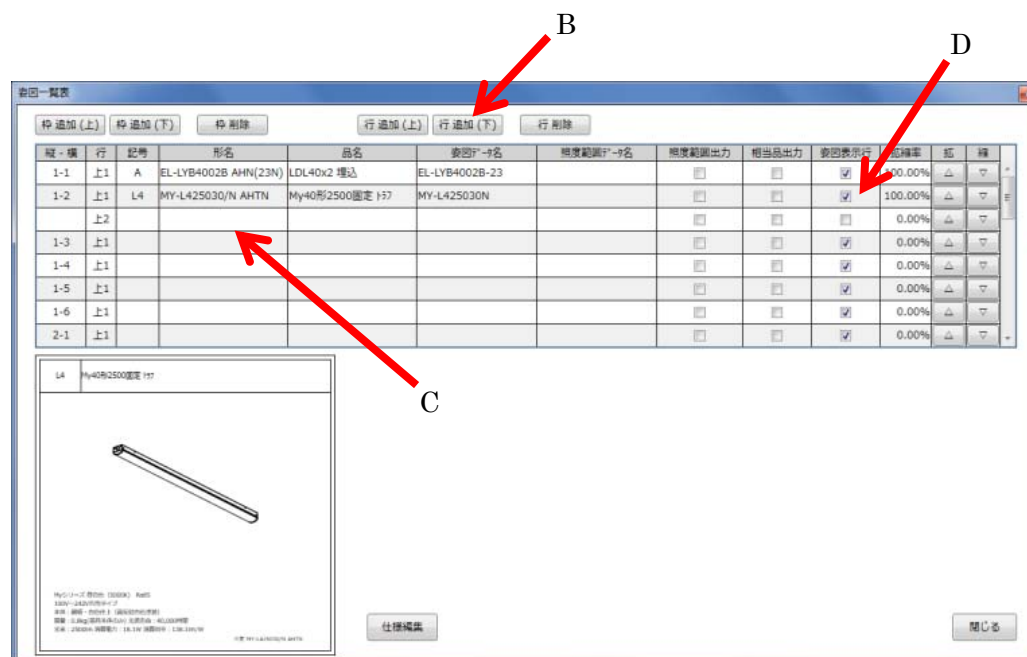 B
D
姿図一覧表
枠 追加 (上) 枠 追加 (下) 枠 削除 行 追加 (上) 行 追加 (下) 行 削除
縦 - 横 行 記号 形名 品名 姿図ﾃﾞｰﾀ名 照度範囲ﾃﾞｰﾀ名 照度範囲出力 相当品出力 姿図表示行 拡縮率 拡 縮
1-1 上1 A EL-LYB4002B AHN(23N) LDL40x2 埋込 EL-LYB4002B-23 100.00% △ ▽
1-2 上1 L4 MY-L425030/N AHTN My40形2500固定 ﾄﾗﾌ MY-L425030N 100.00% △ ▽
上2 0.00% △ ▽
1-3 上1 0.00% △ ▽
1-4 上1 0.00% △ ▽
1-5 上1 0.00% △ ▽
1-6 上1 0.00% △ ▽
2-1 上1 0.00% △ ▽
L4 My40形2500固定 ﾄﾗﾌ
C
仕様編集 閉じる